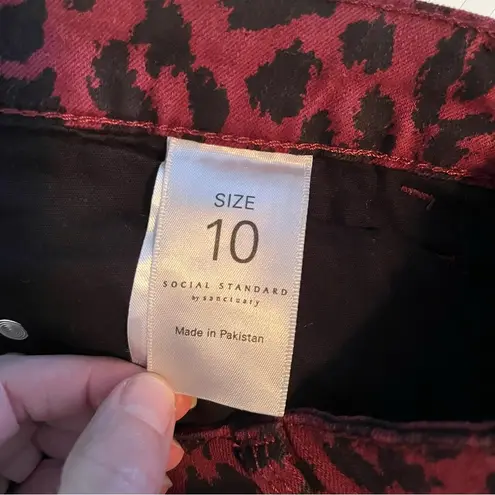 SIZE
10
SOCIAL STANDARD
by sanctuary
Made in Pakistan